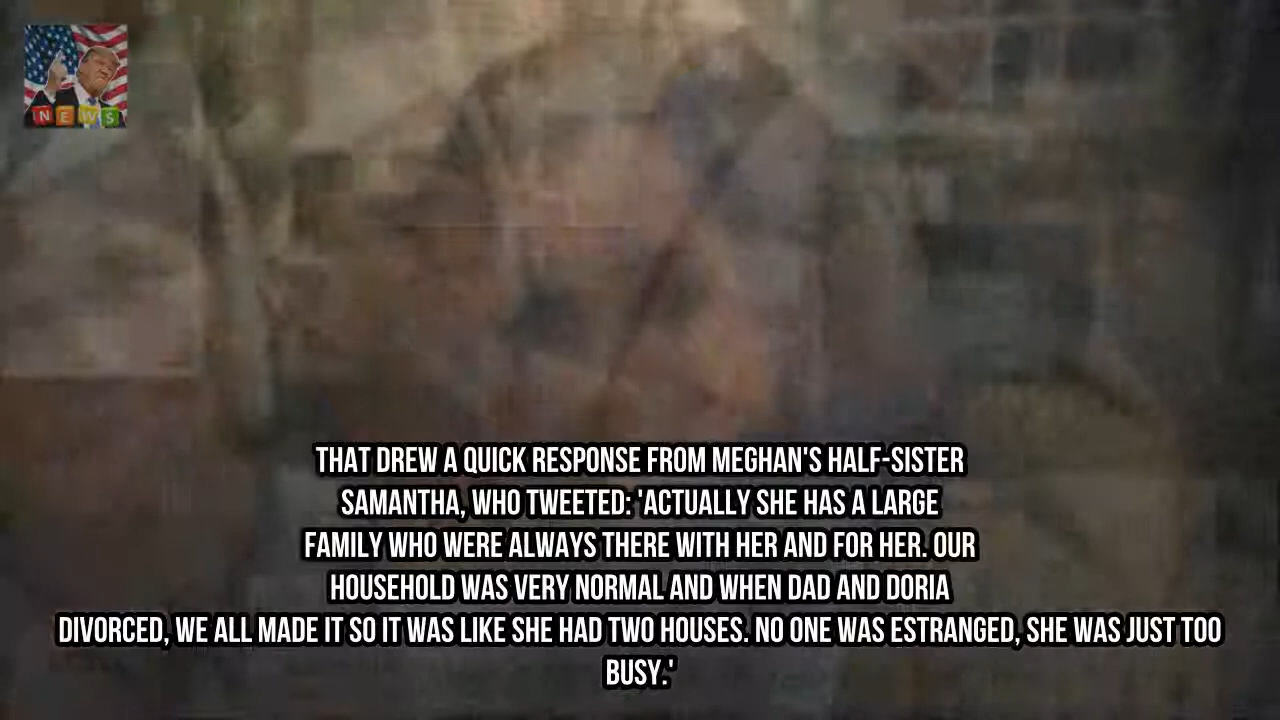 NEWS
THAT DREW A QUICK RESPONSE FROM MEGHAN'S HALF-SISTER
SAMANTHA, WHO TWEETED: 'ACTUALLY SHE HAS A LARGE
FAMILY WHO WERE ALWAYS THERE WITH HER AND FOR HER. OUR
HOUSEHOLD WAS VERY NORMAL AND WHEN DAD AND DORIA
DIVORCED, WE ALL MADE IT SO IT WAS LIKE SHE HAD TWO HOUSES. NO ONE WAS ESTRANGED, SHE WAS JUST TOO
BUSY.'